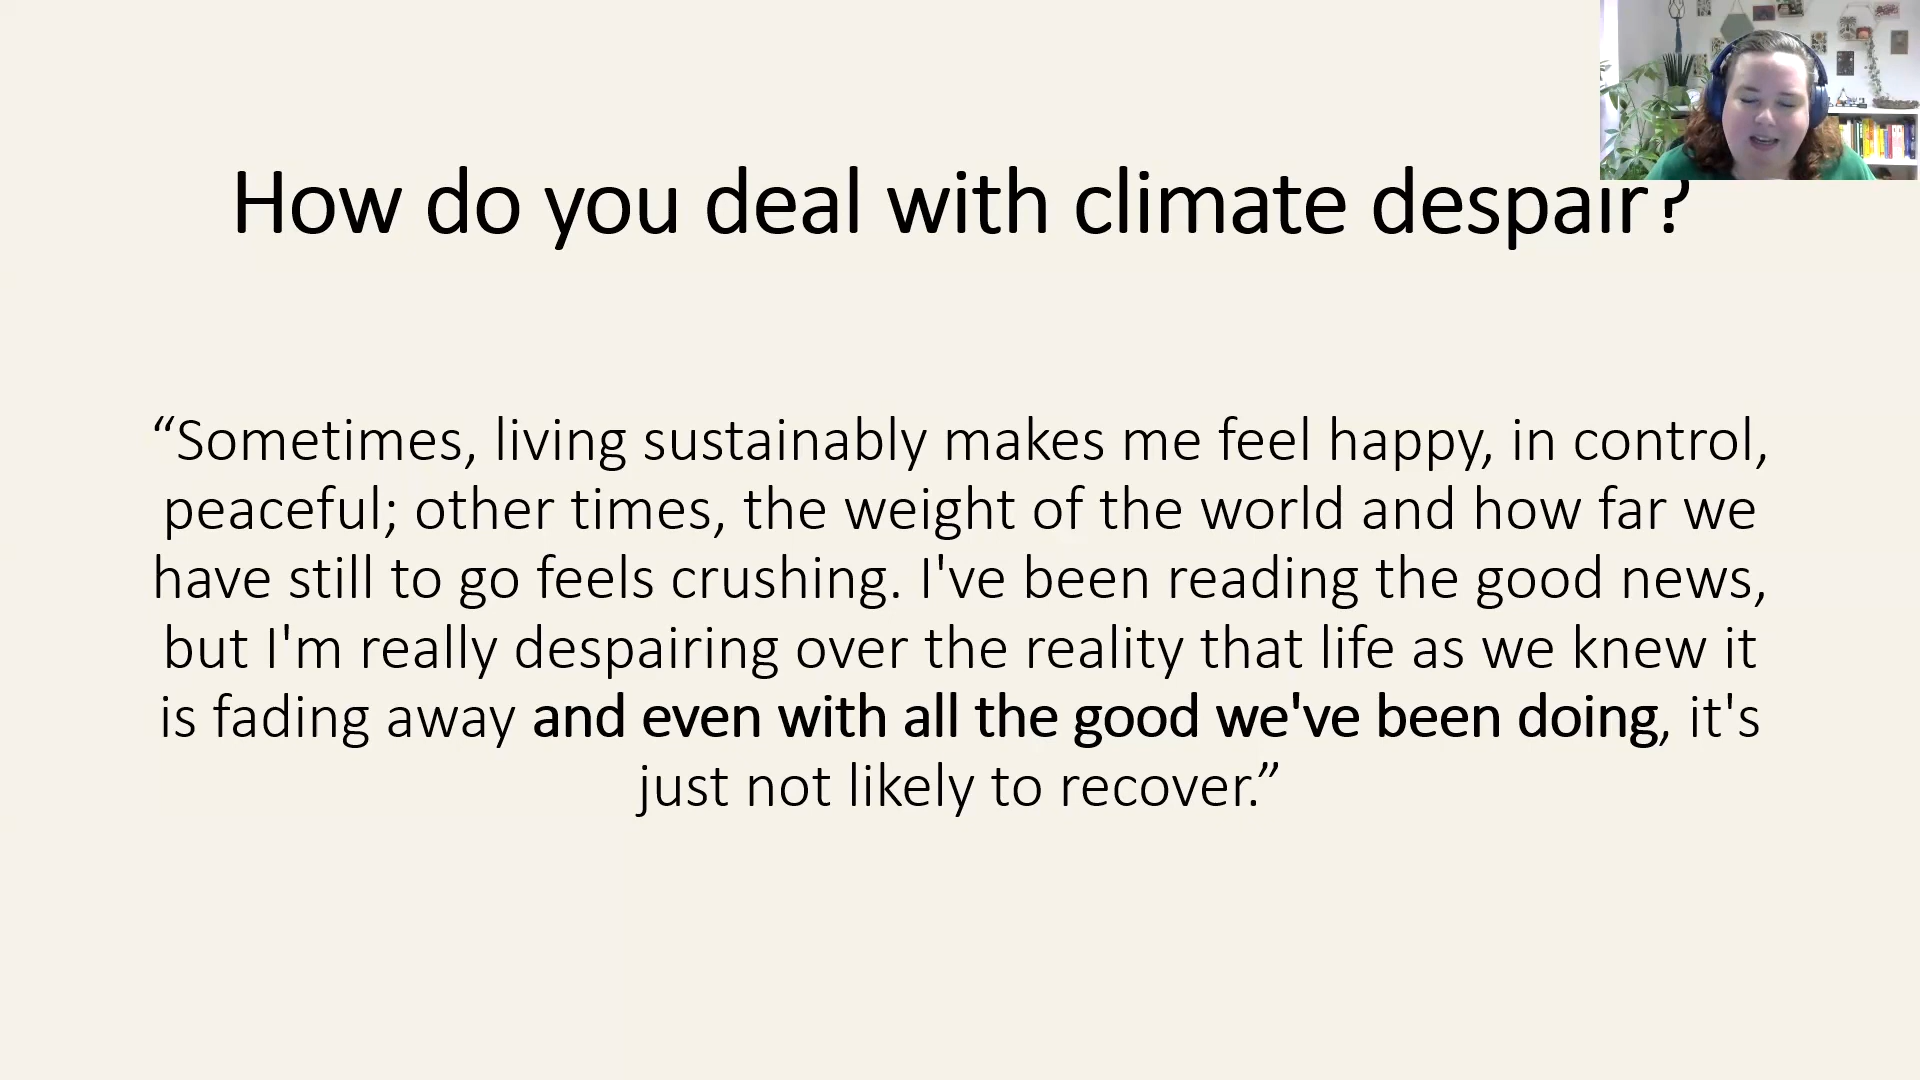 How do you deal with climate despair?
“Sometimes, living sustainably makes me feel happy, in control,
peaceful; other times, the weight of the world and how far we
have still to go feels crushing. I've been reading the good news,
but I'm really despairing over the reality that life as we knew it
is fading away and even with all the good we've been doing, it's
just not likely to recover.”